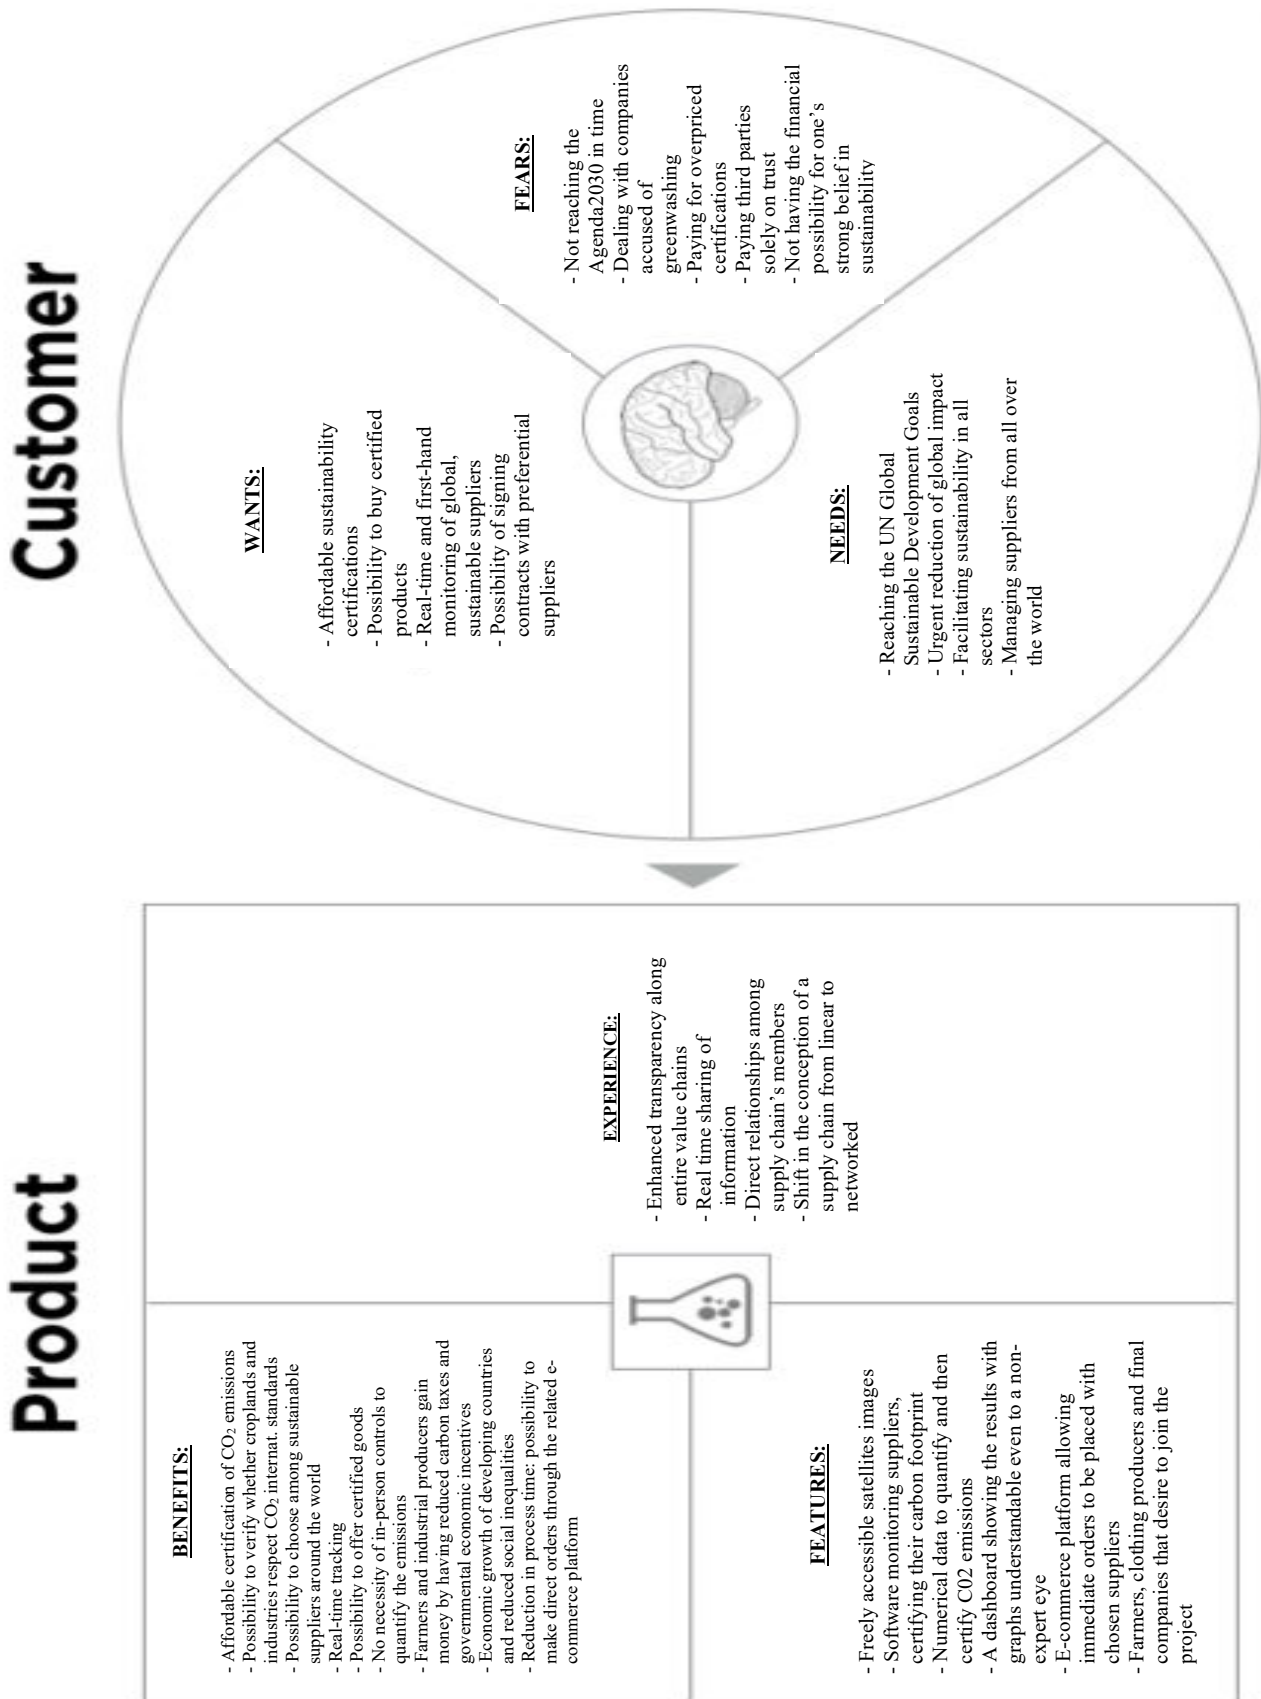 Product
BENEFITS:
- Affordable certification of CO₂ emissions
- Possibility to verify whether croplands and
industries respect CO₂ internat. standards
- Possibility to choose among sustainable
suppliers around the world
- Real-time tracking
- Possibility to offer certified goods
- No necessity of in-person controls to
quantify the emissions
- Farmers and industrial producers gain
money by having reduced carbon taxes and
governmental economic incentives
- Economic growth of developing countries
and reduced social inequalities
- Reduction in process time: possibility to
make direct orders through the related e-
commerce platform
FEATURES:
- Freely accessible satellites images
- Software monitoring suppliers,
certifying their carbon footprint
- Numerical data to quantify and then
certify C02 emissions
- A dashboard showing the results with
graphs understandable even to a non-
expert eye
- E-commerce platform allowing
immediate orders to be placed with
chosen suppliers
- Farmers, clothing producers and final
companies that desire to join the
project
EXPERIENCE:
- Enhanced transparency along
entire value chains
- Real time sharing of
information
- Direct relationships among
supply chain’s members
- Shift in the conception of a
supply chain from linear to
networked
Customer
WANTS:
- Affordable sustainability
certifications
- Possibility to buy certified
products
- Real-time and first-hand
monitoring of global,
sustainable suppliers
- Possibility of signing
contracts with preferential
suppliers
FEARS:
- Not reaching the
Agenda2030 in time
- Dealing with companies
accused of
greenwashing
- Paying for overpriced
certifications
- Paying third parties
solely on trust
- Not having the financial
possibility for one’s
strong belief in
sustainability
NEEDS:
- Reaching the UN Global
Sustainable Development Goals
- Urgent reduction of global impact
- Facilitating sustainability in all
sectors
- Managing suppliers from all over
the world